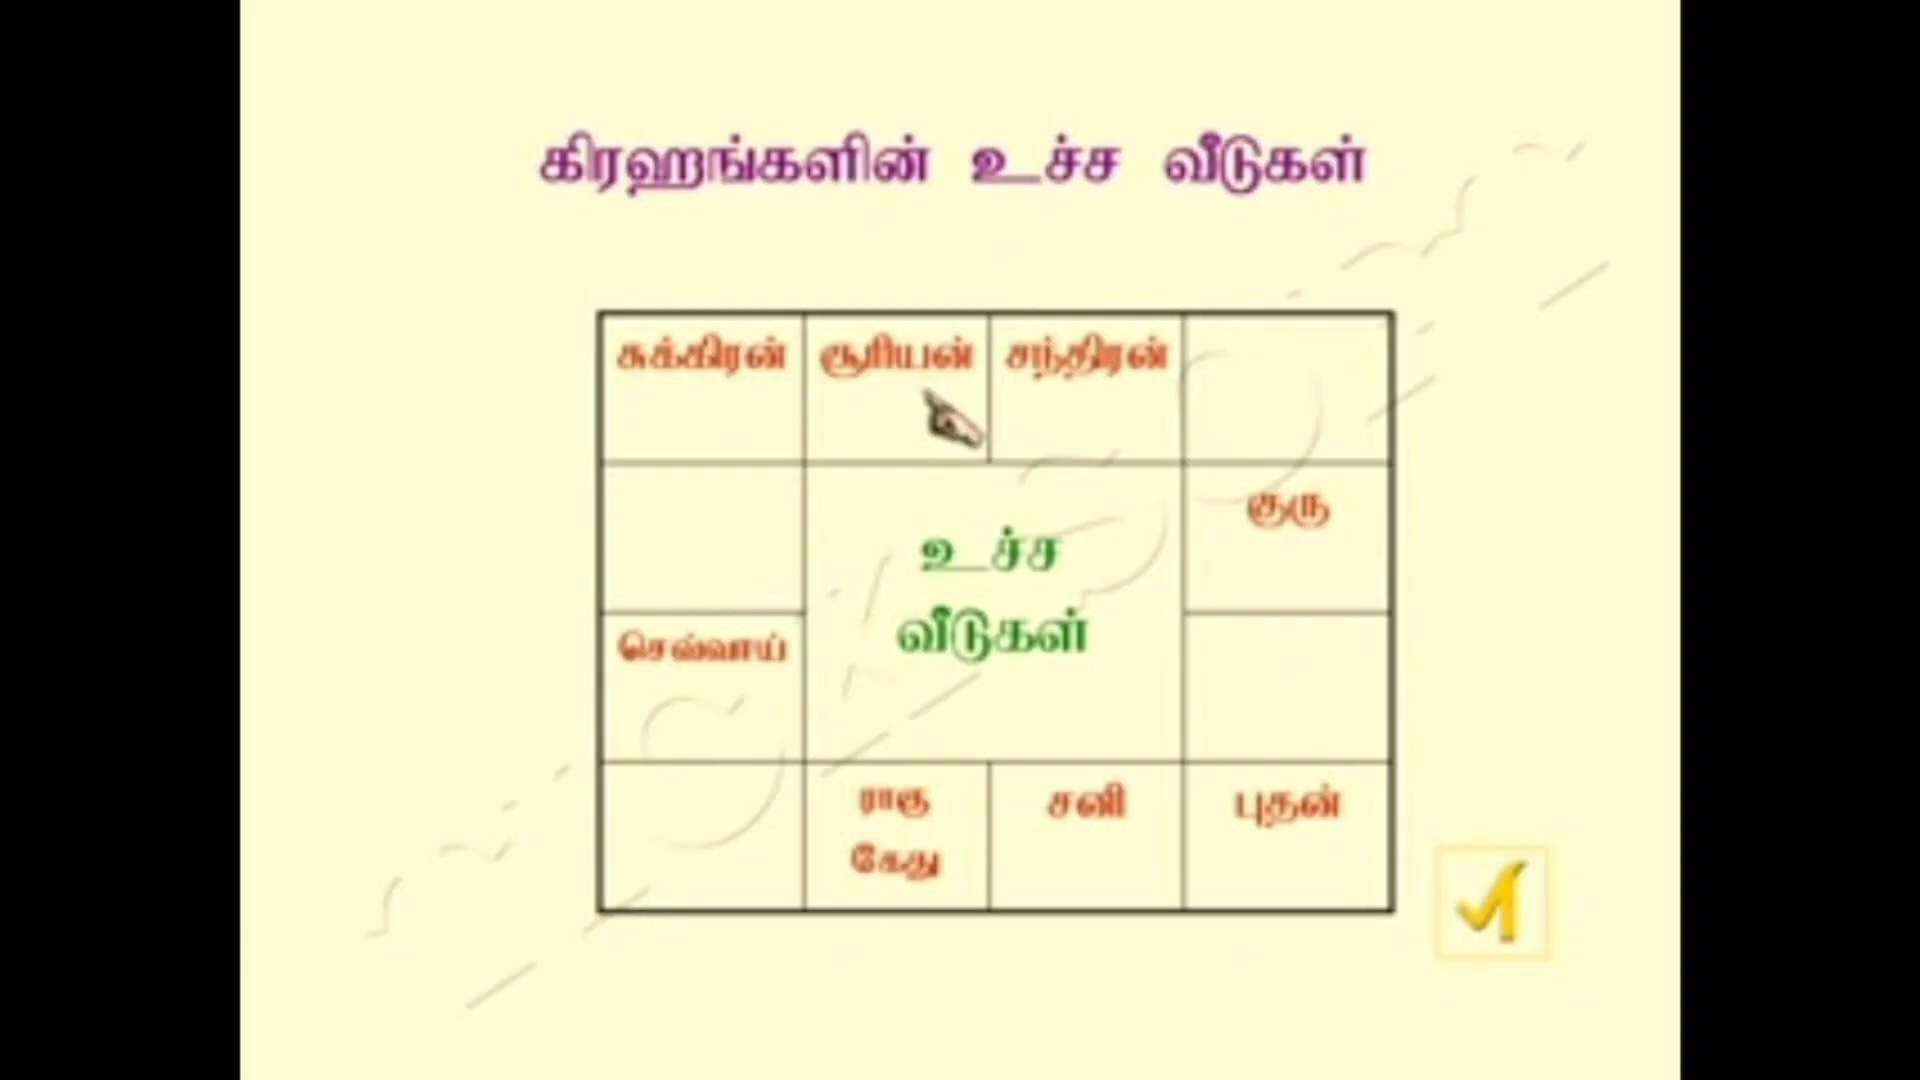 கிரஹங்களின் உச்ச வீடுகள்
சுக்கிரன் சூரியன் சந்திரன்
குரு
உச்ச
வீடுகள்
செவ்வாய்
ராகு சனி புதன்
கேது